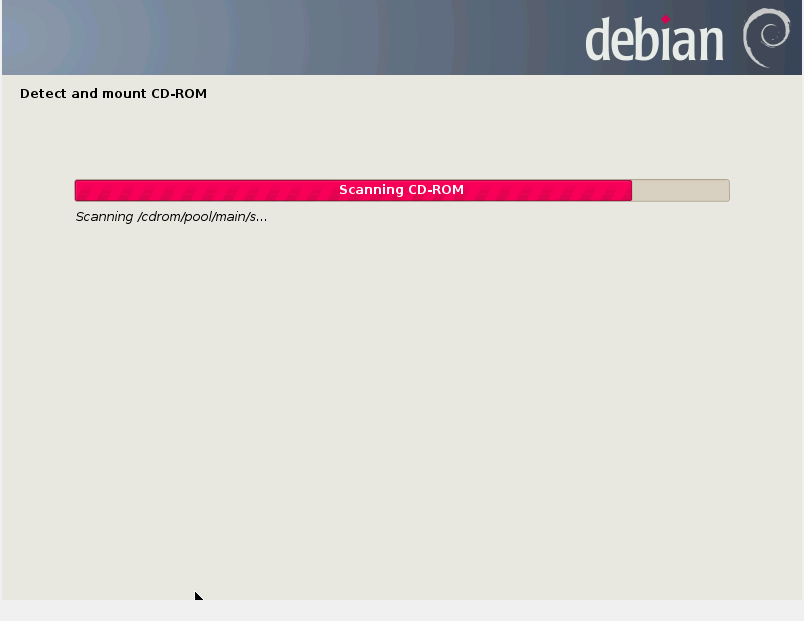 debian
Detect and mount CD-ROM
Scanning CD-ROM
Scanning /cdrom/pool/main/s...